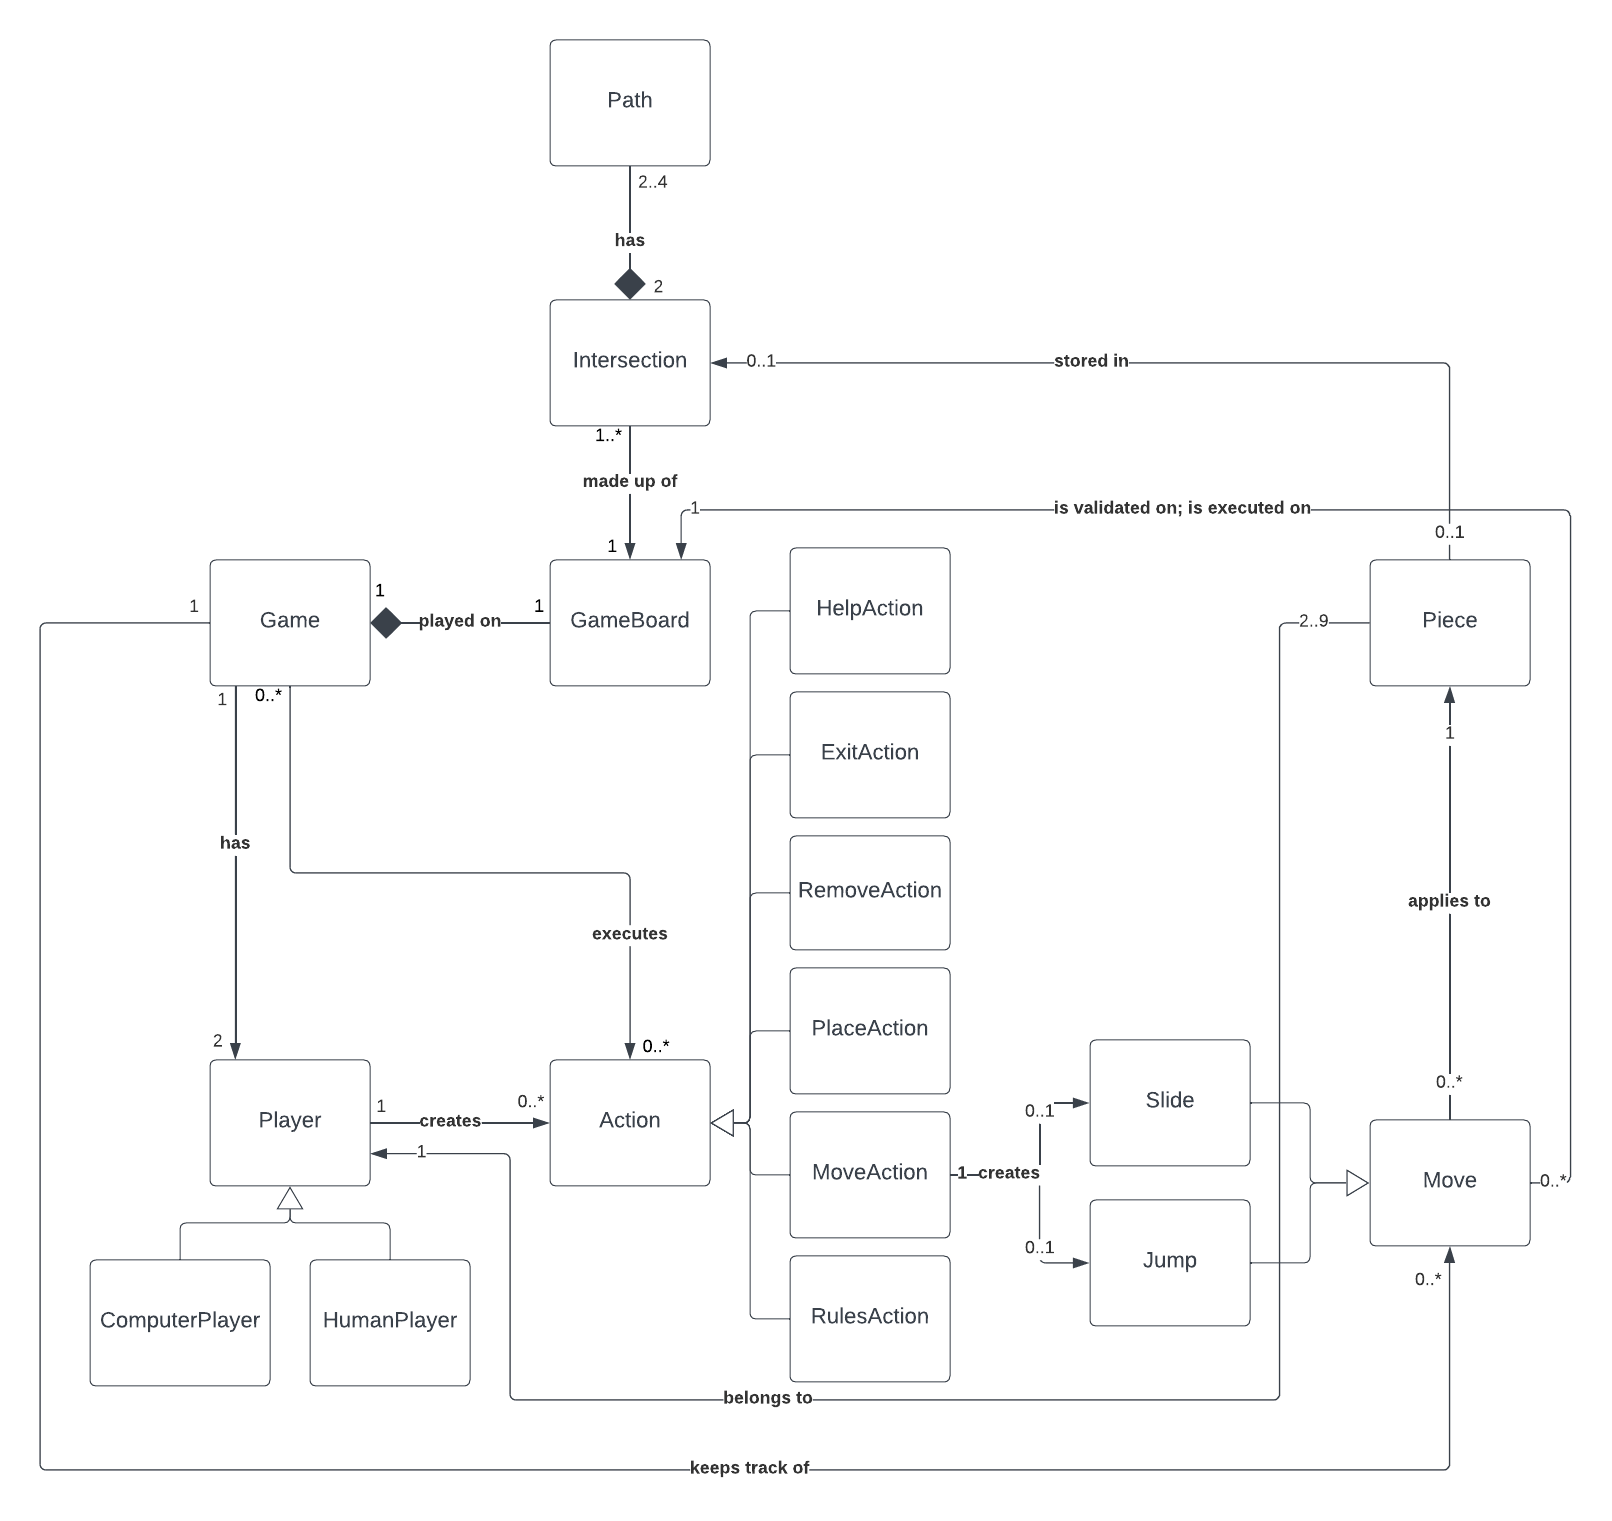 Path
2..4
has
2
Intersection
0..1
stored in
1..*
made up of
1
is validated on; is executed on
1
0..1
Game
1
1
played on
1
GameBoard
HelpAction
2..9
Piece
1
0..*
1
ExitAction
has
RemoveAction
applies to
executes
PlaceAction
2
0..*
0..*
Player
1
creates
0..*
Action
1
MoveAction
1
creates
0..1
Slide
0..1
Jump
Move
0..*
0..*
ComputerPlayer
HumanPlayer
RulesAction
belongs to
keeps track of